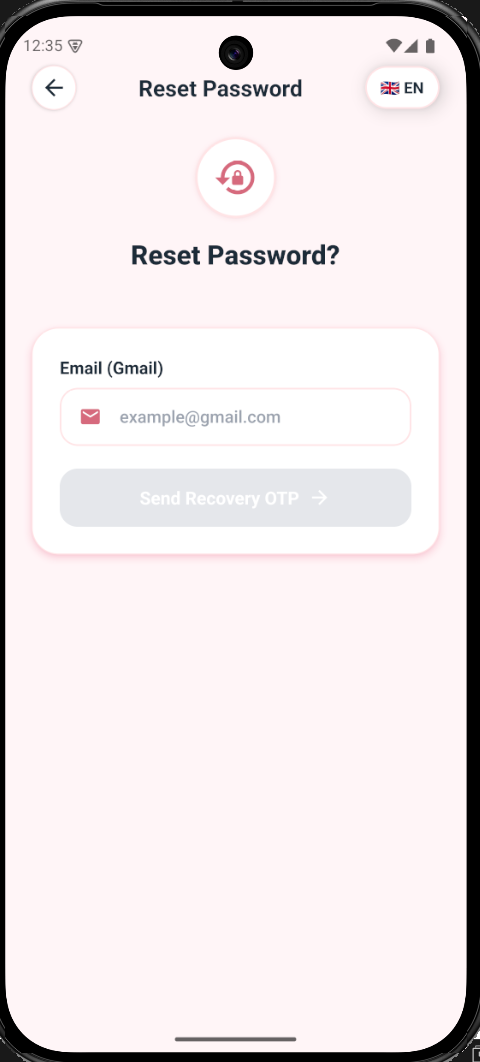 12:35
Reset Password
EN
Reset Password?
Email (Gmail)
example@gmail.com
Send Recovery OTP